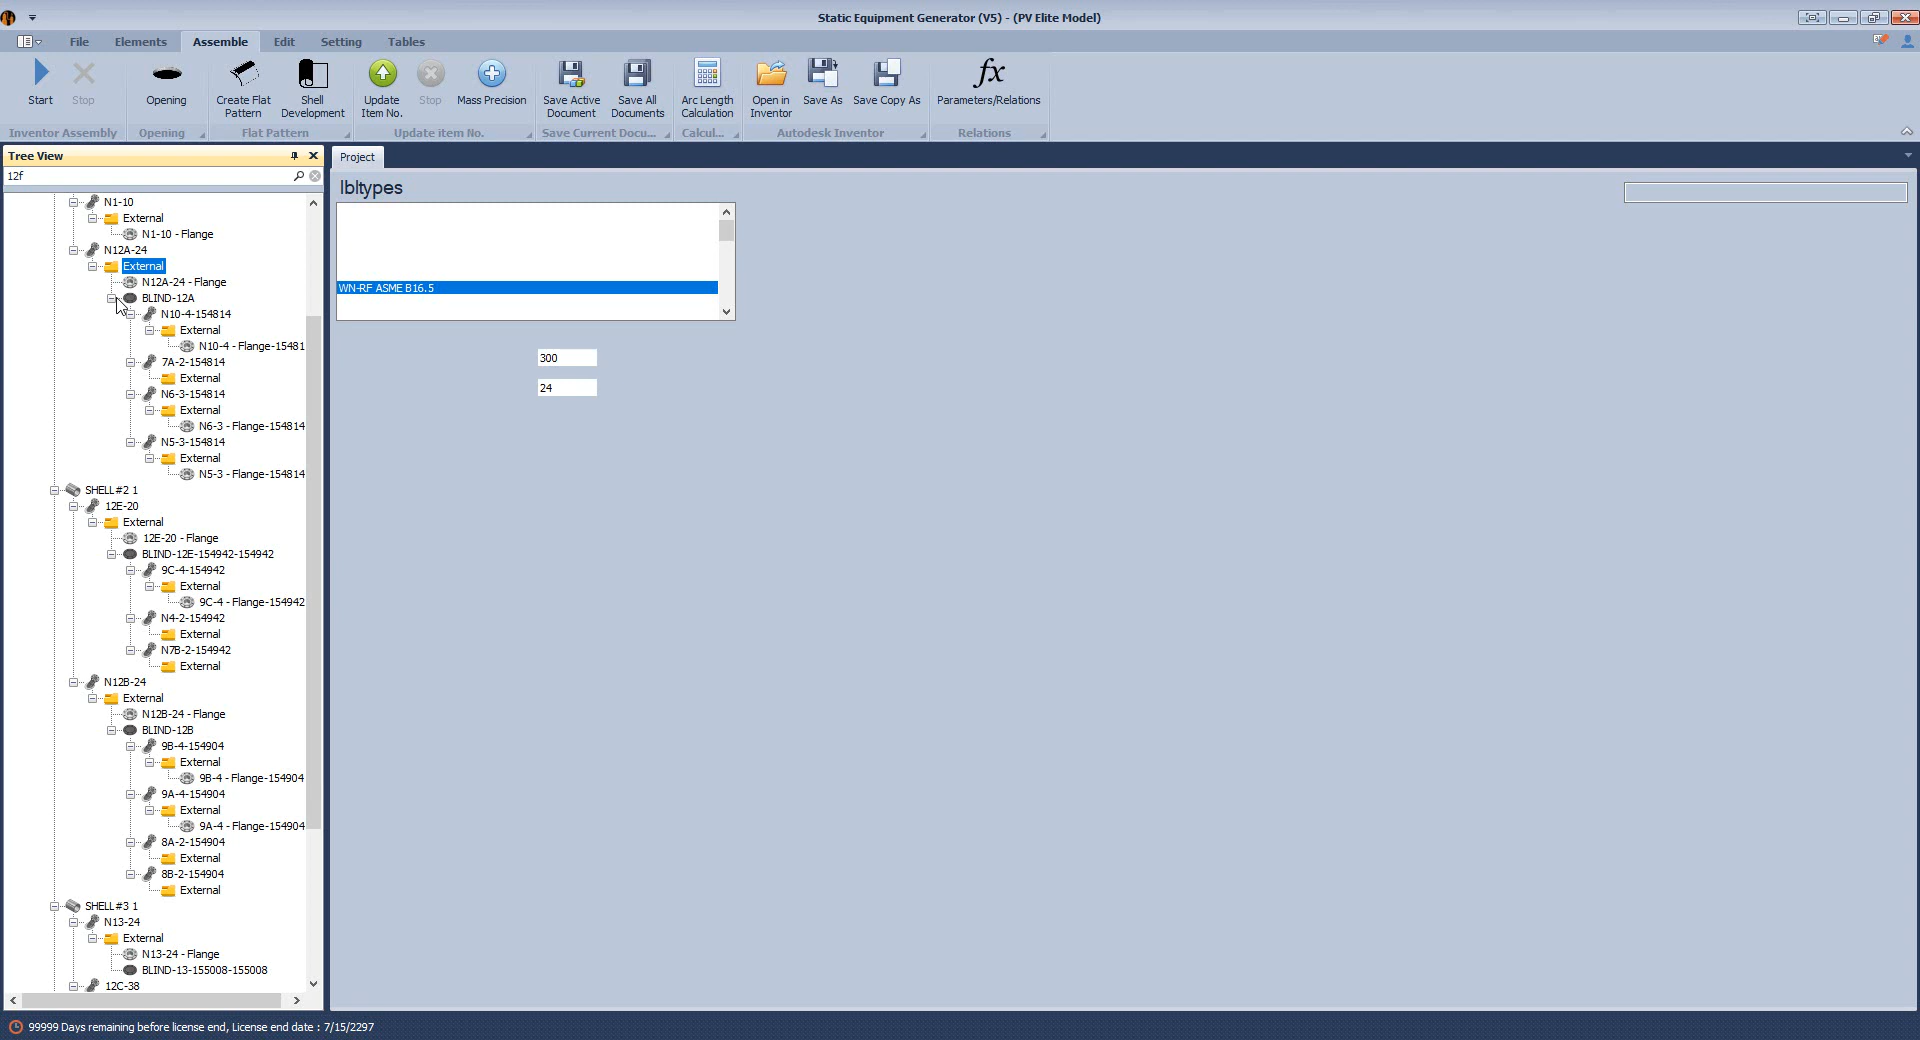 Static Equipment Generator (V5) - (PV Elite Model)
File Elements Assemble Edit Setting Tables
Start
Stop
Opening
Create Flat Pattern
Shell Development
Update Item No.
Stop
Mass Precision
Save Active Document
Save All Documents
Arc Length Calculation
Open in Inventor
Save As
Save Copy As
fx
Parameters/Relations
Inventor Assembly
Opening
Flat Pattern
Update item No.
Save Current Docu...
Calcul...
Autodesk Inventor
Relations
Tree View
12f
N1-10
External
N1-10 - Flange
N12A-24
External
N12A-24 - Flange
BLIND-12A
N10-4-154814
External
N10-4 - Flange-15481
7A-2-154814
External
N6-3-154814
External
N6-3 - Flange-154814
N5-3-154814
External
N5-3 - Flange-154814
SHELL#2 1
12E-20
External
12E-20 - Flange
BLIND-12E-154942-154942
9C-4-154942
External
9C-4 - Flange-154942
N4-2-154942
External
N7B-2-154942
External
N12B-24
External
N12B-24 - Flange
BLIND-12B
9B-4-154904
External
9B-4 - Flange-154904
9A-4-154904
External
9A-4 - Flange-154904
8A-2-154904
External
8B-2-154904
External
SHELL#3 1
N13-24
External
N13-24 - Flange
BLIND-13-155008-155008
12C-38
Project
lbltypes
WN-RF ASME B16.5
300
24
99999 Days remaining before license end, License end date : 7/15/2297